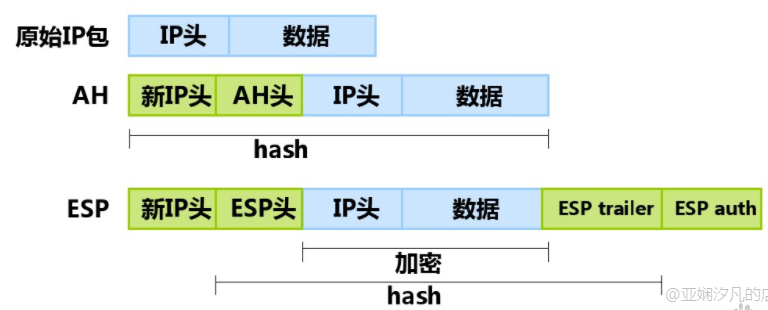 原始IP包 IP头 数据
AH 新IP头 AH头 IP头 数据
hash
ESP 新IP头 ESP头 IP头 数据 ESP trailer ESP auth
加密
hash
@亚娴汐凡的